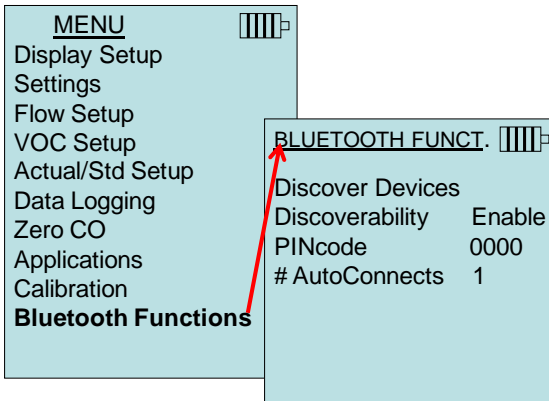 MENU
Display Setup
Settings
Flow Setup
VOC Setup
Actual/Std Setup
Data Logging
Zero CO
Applications
Calibration
Bluetooth Functions
BLUETOOTH FUNCT.
Discover Devices
Discoverability Enable
PINcode 0000
# AutoConnects 1